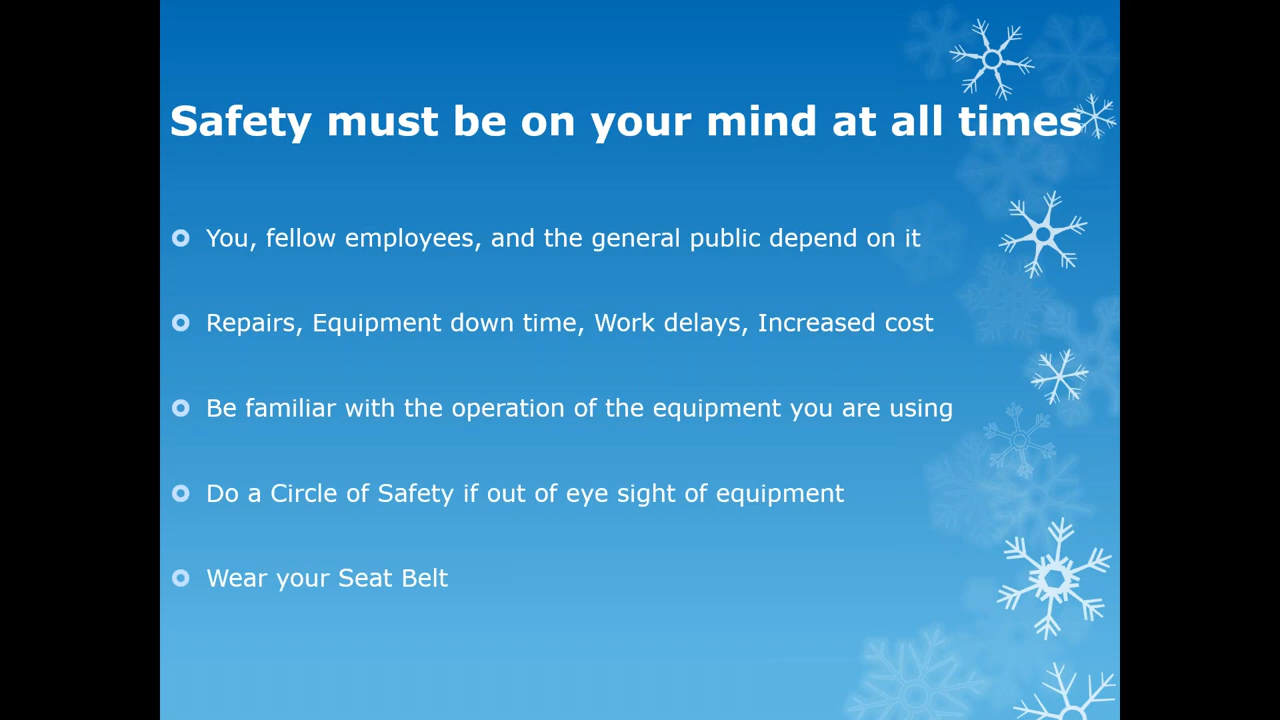 Safety must be on your mind at all times
You, fellow employees, and the general public depend on it
Repairs, Equipment down time, Work delays, Increased cost
Be familiar with the operation of the equipment you are using
Do a Circle of Safety if out of eye sight of equipment
Wear your Seat Belt